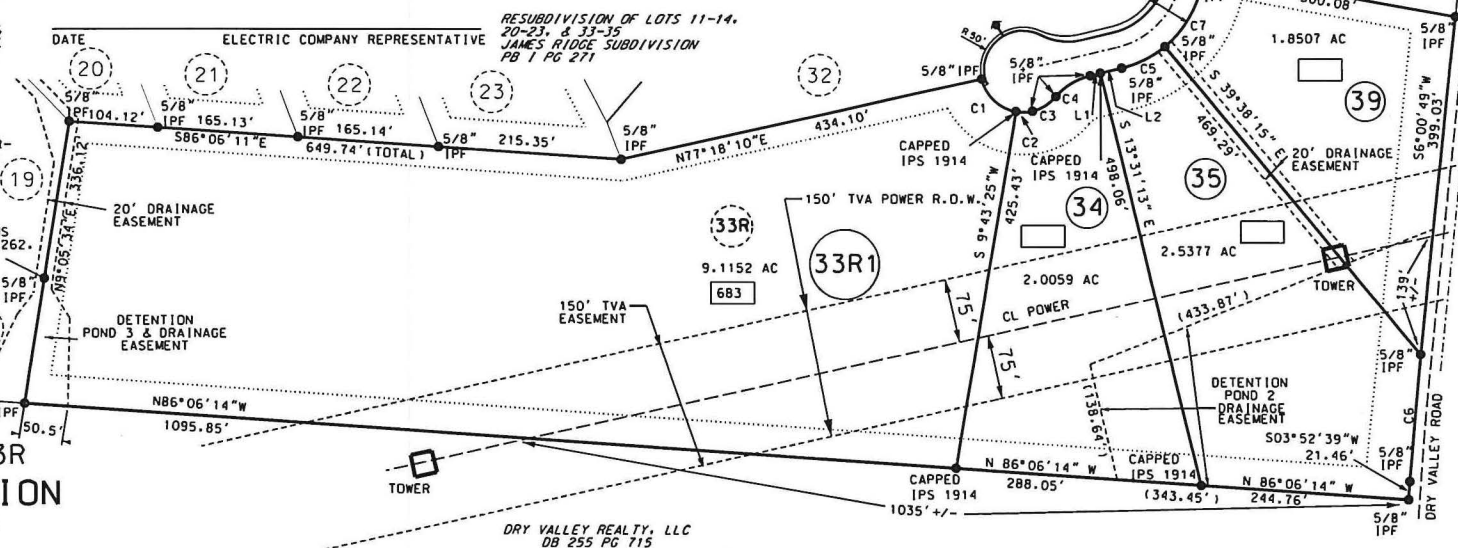 DATE
ELECTRIC COMPANY REPRESENTATIVE
RESUBDIVISION OF LOTS 11-14,
20-23, & 33-35
JAMES RIDGE SUBDIVISION
PB 1 PG 271
20
21
22
23
32
R50'
C7
5/8"
IPF
1.8507 AC
5/8"
IPF
39
5/8"
IPF
104.12'
5/8"
IPF
165.13'
S86°06'11"E
5/8"
IPF
165.14'
649.74'(TOTAL)
5/8"
IPF
215.35'
5/8"
IPF
N77°18'10"E
434.10'
5/8"IPF
5/8"
IPF
C1
C2
C3
C4
L1
C5
5/8"
IPF
L2
CAPPED
IPS 1914
CAPPED
IPS 1914
S 39°38'15" E
469.29'
20' DRAINAGE
EASEMENT
S6°00'49"W
399.03'
19
336.12'
N9°05'34"E
20' DRAINAGE
EASEMENT
262.
5/8"
IPF
DETENTION
POND 3 & DRAINAGE
EASEMENT
33R
9.1152 AC
683
33R1
150' TVA POWER R.O.W.
150' TVA
EASEMENT
S 9°43'25"W
425.43'
34
2.0059 AC
S 13°31'13" E
498.06'
35
2.5377 AC
75'
75'
CL POWER
(433.87')
TOWER
139'
+/-
5/8"
IPF
DETENTION
POND 2
DRAINAGE
EASEMENT
(138.64')
C6
DRY VALLEY ROAD
S03°52'39"W
21.46'
5/8"
IPF
IPF
50.5'
N86°06'14"W
1095.85'
3R
ION
TOWER
CAPPED
IPS 1914
N 86°06'14" W
288.05'
CAPPED
IPS 1914
(343.45')
N 86°06'14" W
244.76'
1035'+/-
5/8"
IPF
DRY VALLEY REALTY, LLC
DB 255 PG 715